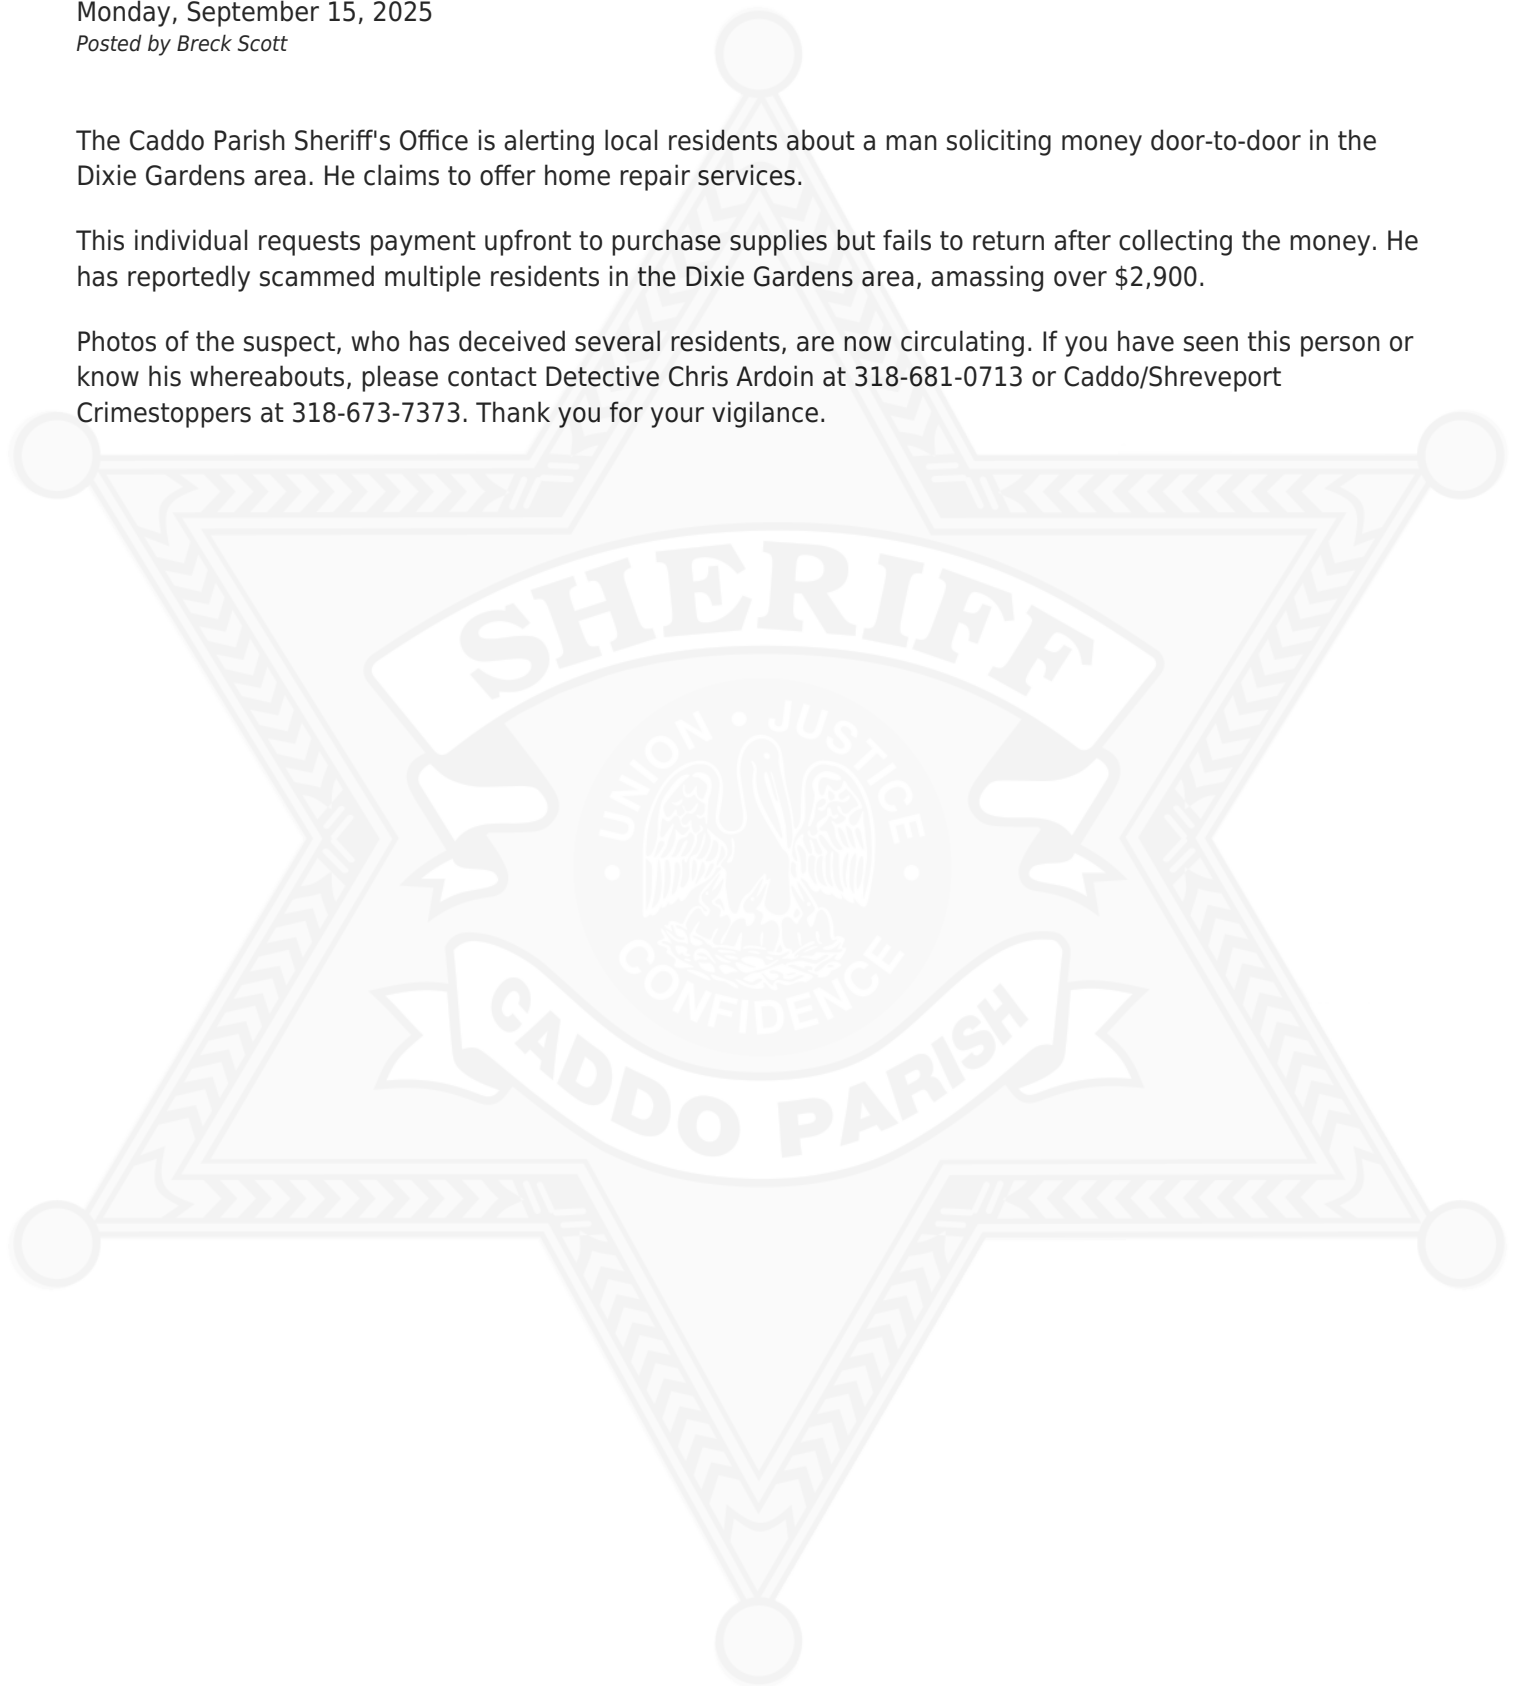 Monday, September 15, 2025
Posted by Breck Scott
The Caddo Parish Sheriff's Office is alerting local residents about a man soliciting money door-to-door in the
Dixie Gardens area. He claims to offer home repair services.
This individual requests payment upfront to purchase supplies but fails to return after collecting the money. He
has reportedly scammed multiple residents in the Dixie Gardens area, amassing over $2,900.
Photos of the suspect, who has deceived several residents, are now circulating. If you have seen this person or
know his whereabouts, please contact Detective Chris Ardoin at 318-681-0713 or Caddo/Shreveport
Crimestoppers at 318-673-7373. Thank you for your vigilance.
SHERIFF
UNION • JUSTICE
• CONFIDENCE •
CADDO PARISH